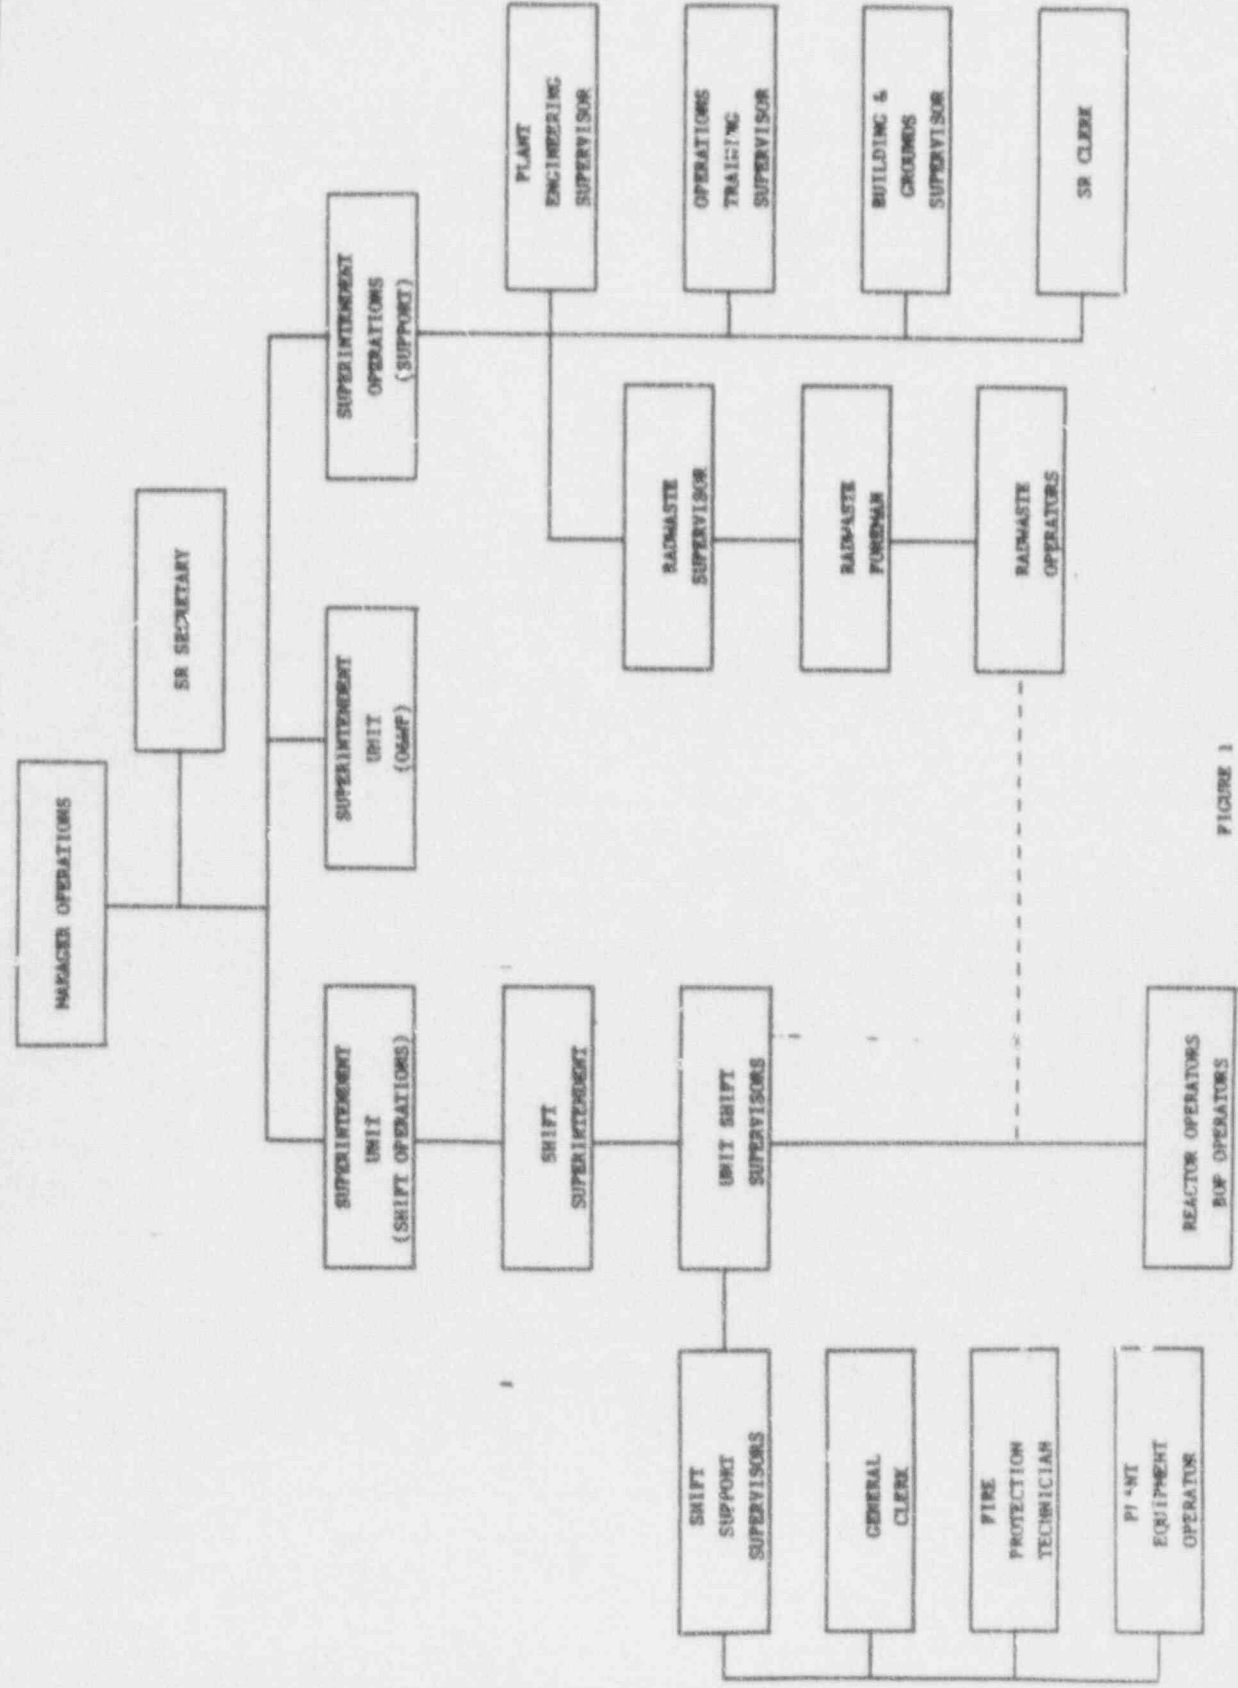 MANAGER OPERATIONS
SR SECRETARY
SUPERINTENDENT
UNIT
(SHIFT OPERATIONS)
SUPERINTENDENT
UNIT
SUPERINTENDENT
OPERATIONS
(SUPPORT)
SHIFT
SUPERINTENDENT
PLANT
ENGINEERING
SUPERVISOR
SHIFT
SUPPORT
SUPERVISORS
UNIT SHIFT
SUPERVISORS
RADWASTE
SUPERVISOR
OPERATIONS
TRAINING
SUPERVISOR
GENERAL
CLERK
RADWASTE
FOREMAN
BUILDING &
GROUNDS
SUPERVISOR
FIRE
PROTECTION
TECHNICIAN
RADWASTE
OPERATORS
SR CLERK
PLANT
EQUIPMENT
OPERATOR
REACTOR OPERATORS
BOP OPERATORS
FIGURE 1